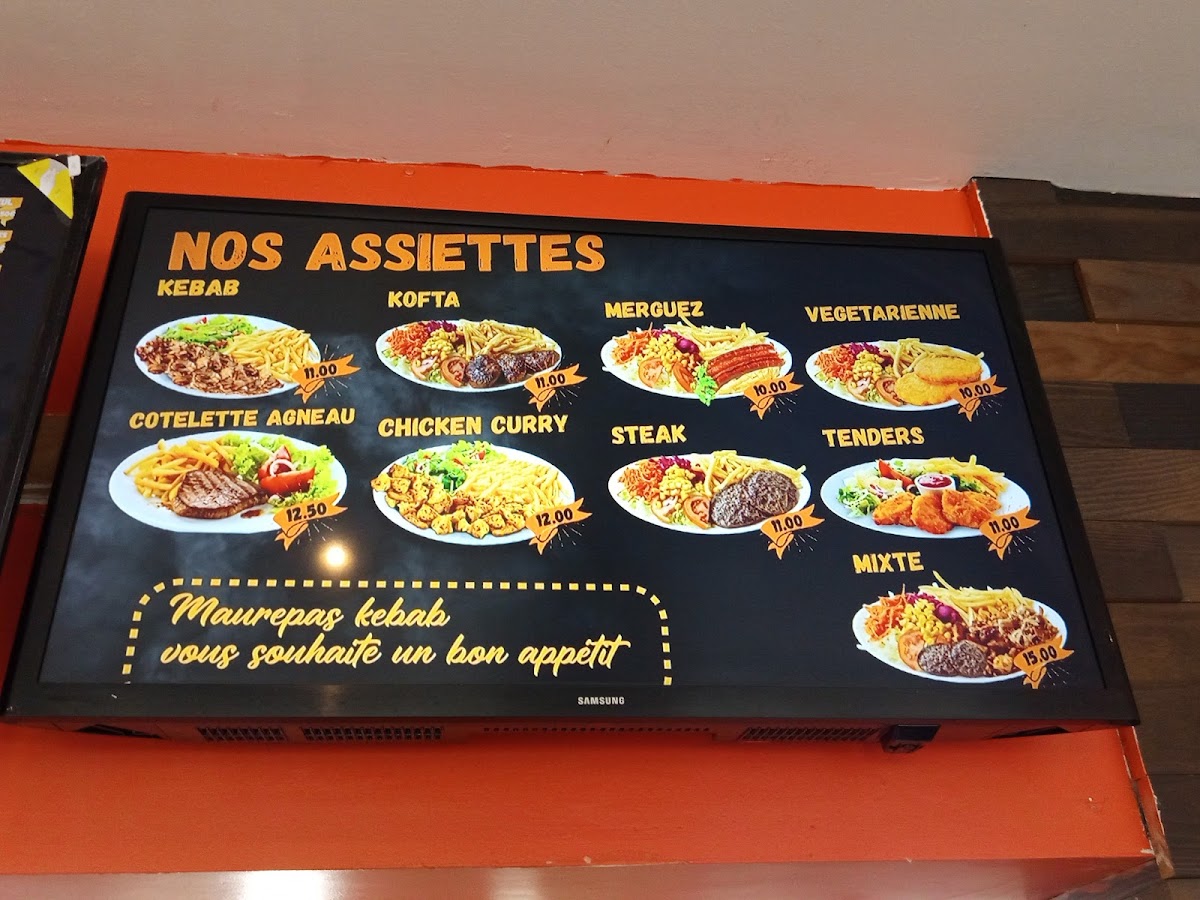 NOS ASSIETTES
KEBAB
11.00
KOFTA
11.00
MERGUEZ
10.00
VEGETARIENNE
10.00
COTELETTE AGNEAU
12.50
CHICKEN CURRY
12.00
STEAK
11.00
TENDERS
11.00
MIXTE
15.00
Maurepas kebab
vous souhaite un bon appétit
SAMSUNG